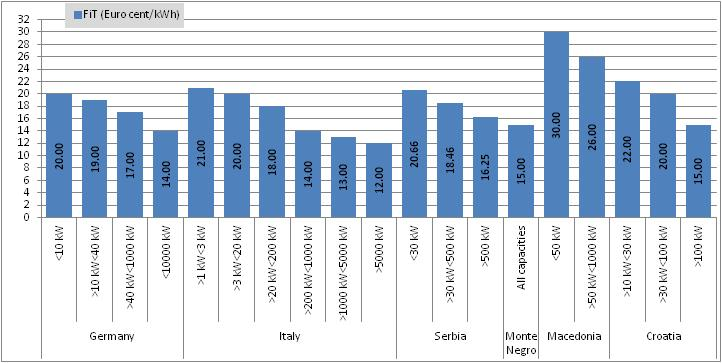 FiT (Euro cent/kWh)
32
30
28
26
24
22
20
18
16
14
12
10
8
6
4
2
0
20.00
19.00
17.00
14.00
21.00
20.00
18.00
14.00
13.00
12.00
20.66
18.46
16.25
15.00
30.00
26.00
22.00
20.00
15.00
<10 kW
>10 kW<40 kW
>40 kW<1000 kW
<10000 kW
>1 kW<3 kW
>3 kW<20 kW
>20 kW<200 kW
>200 kW<1000 kW
>1000 kW<5000 kW
>5000 kW
<30 kW
>30 kW<500 kW
>500 kW
All capacities
<50 kW
>50 kW<1000 kW
>10 kW<30 kW
>30 kW<100 kW
>100 kW
Germany
Italy
Serbia
Monte
Negro
Macedonia
Croatia